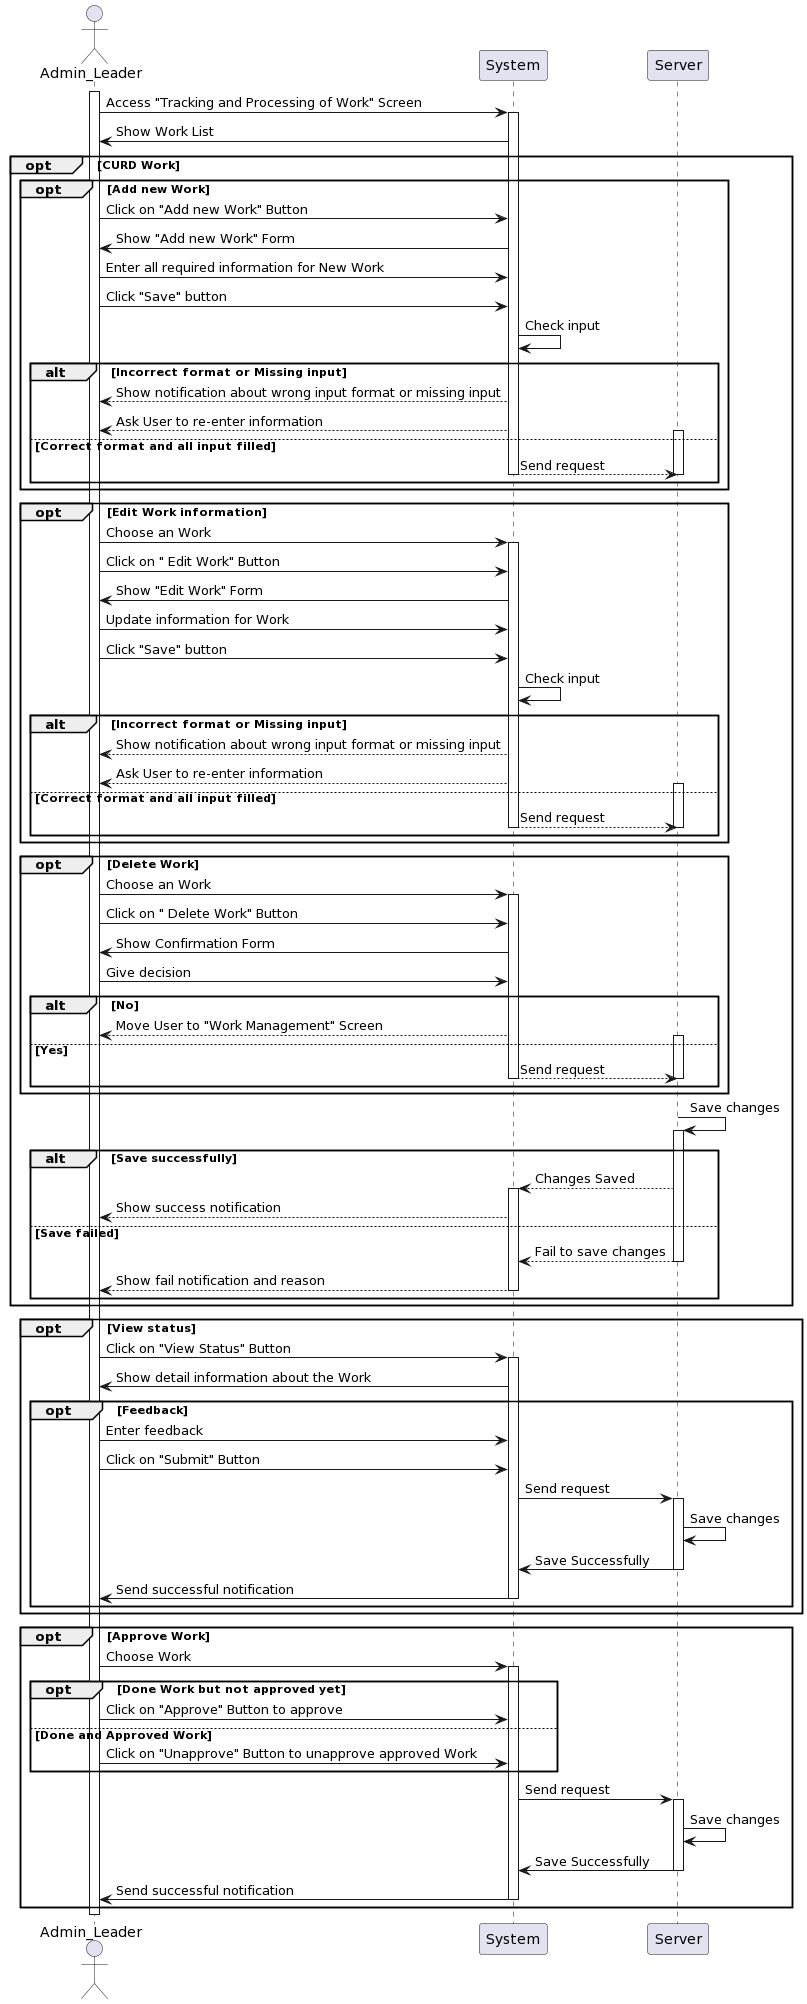 Admin_Leader
System
Server
Access "Tracking and Processing of Work" Screen
Show Work List
opt
[CURD Work]
opt
[Add new Work]
Click on "Add new Work" Button
Show "Add new Work" Form
Enter all required information for New Work
Click "Save" button
Check input
alt
[Incorrect format or Missing input]
Show notification about wrong input format or missing input
Ask User to re-enter information
[Correct format and all input filled]
Send request
opt
[Edit Work information]
Choose an Work
Click on " Edit Work" Button
Show "Edit Work" Form
Update information for Work
Click "Save" button
Check input
alt
[Incorrect format or Missing input]
Show notification about wrong input format or missing input
Ask User to re-enter information
[Correct format and all input filled]
Send request
opt
[Delete Work]
Choose an Work
Click on " Delete Work" Button
Show Confirmation Form
Give decision
alt
[No]
Move User to "Work Management" Screen
[Yes]
Send request
Save changes
alt
[Save successfully]
Changes Saved
Show success notification
[Save failed]
Fail to save changes
Show fail notification and reason
opt
[View status]
Click on "View Status" Button
Show detail information about the Work
opt
[Feedback]
Enter feedback
Click on "Submit" Button
Send request
Save changes
Save Successfully
Send successful notification
opt
[Approve Work]
Choose Work
opt
[Done Work but not approved yet]
Click on "Approve" Button to approve
[Done and Approved Work]
Click on "Unapprove" Button to unapprove approved Work
Send request
Save changes
Save Successfully
Send successful notification
Admin_Leader
System
Server